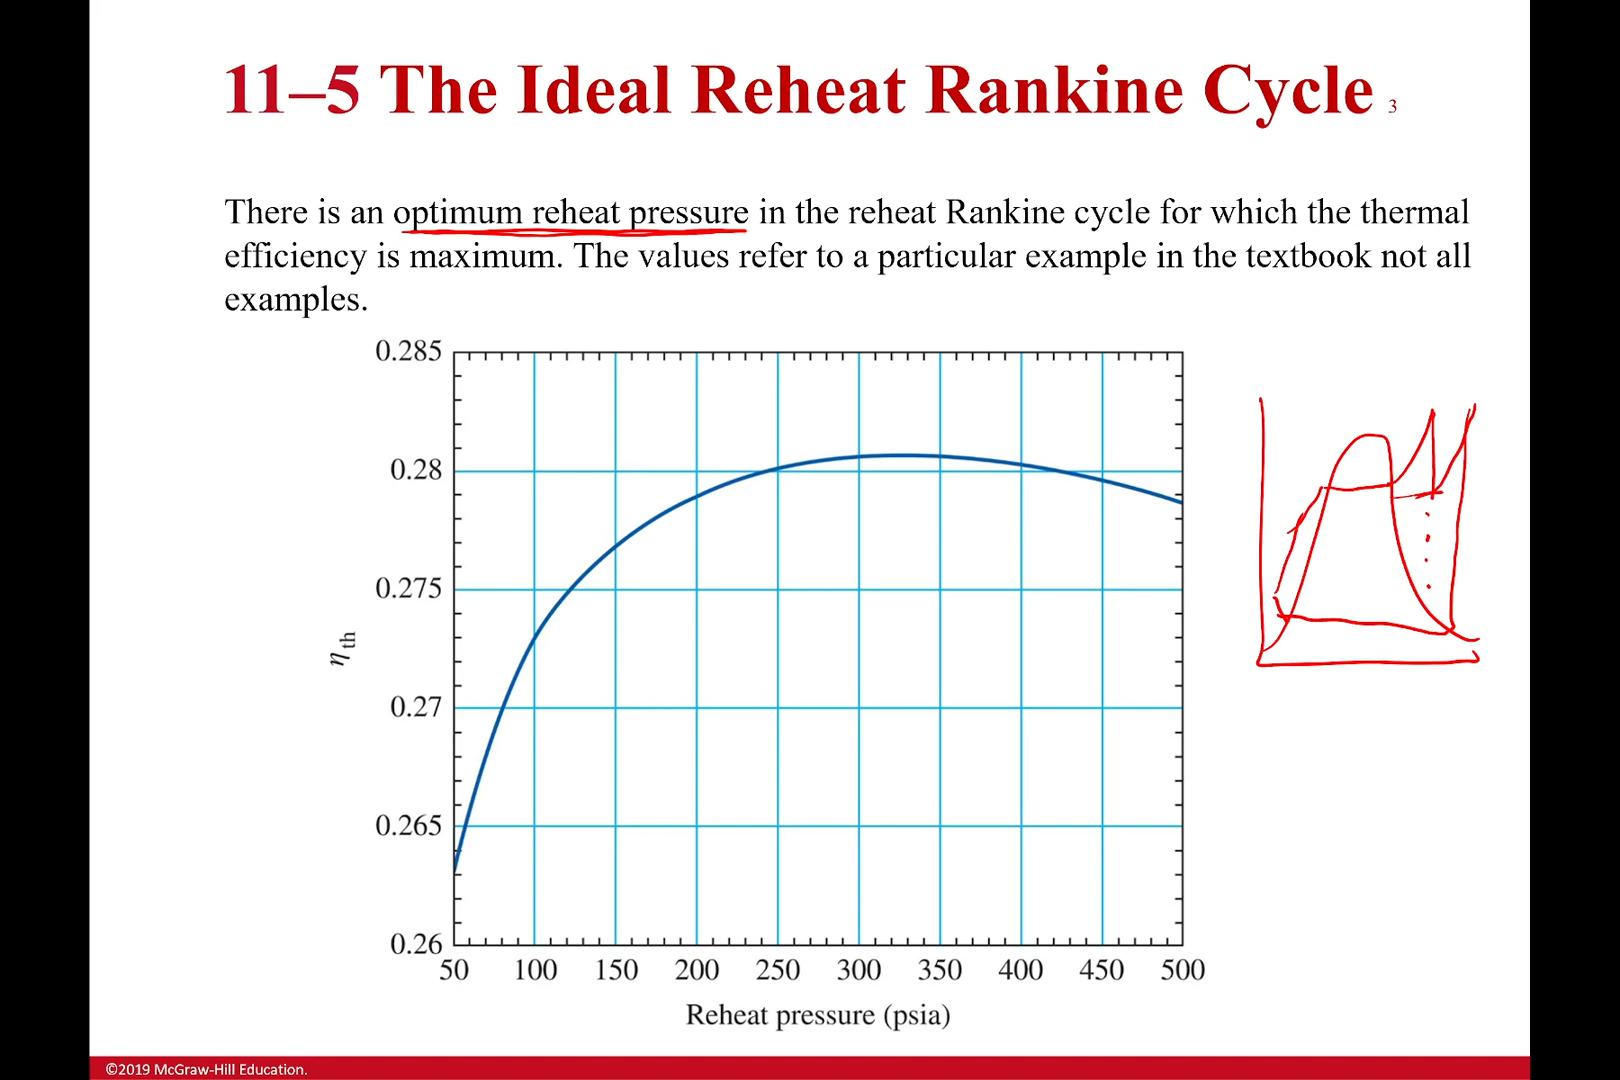 11–5 The Ideal Reheat Rankine Cycle 3
There is an optimum reheat pressure in the reheat Rankine cycle for which the thermal
efficiency is maximum. The values refer to a particular example in the textbook not all
examples.
0.285
0.28
0.275
0.27
0.265
0.26
η th
50 100 150 200 250 300 350 400 450 500
Reheat pressure (psia)
©2019 McGraw-Hill Education.